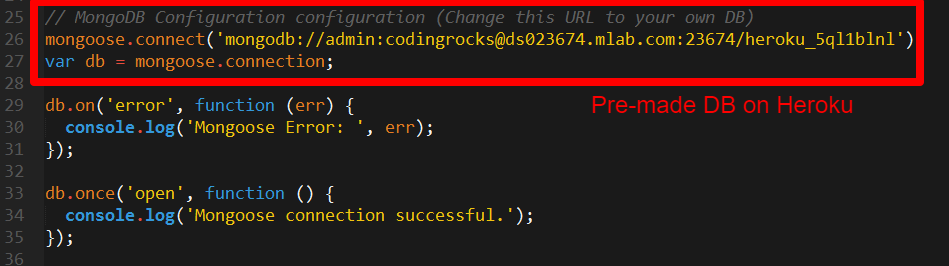 25 // MongoDB Configuration configuration (Change this URL to your own DB)
26 mongoose.connect('mongodb://admin:codingrocks@ds023674.mlab.com:23674/heroku_5ql1blnl')
27 var db = mongoose.connection;
28
29 db.on('error', function (err) {
Pre-made DB on Heroku
30   console.log('Mongoose Error: ', err);
31 });
32
33 db.once('open', function () {
34   console.log('Mongoose connection successful.');
35 });
36